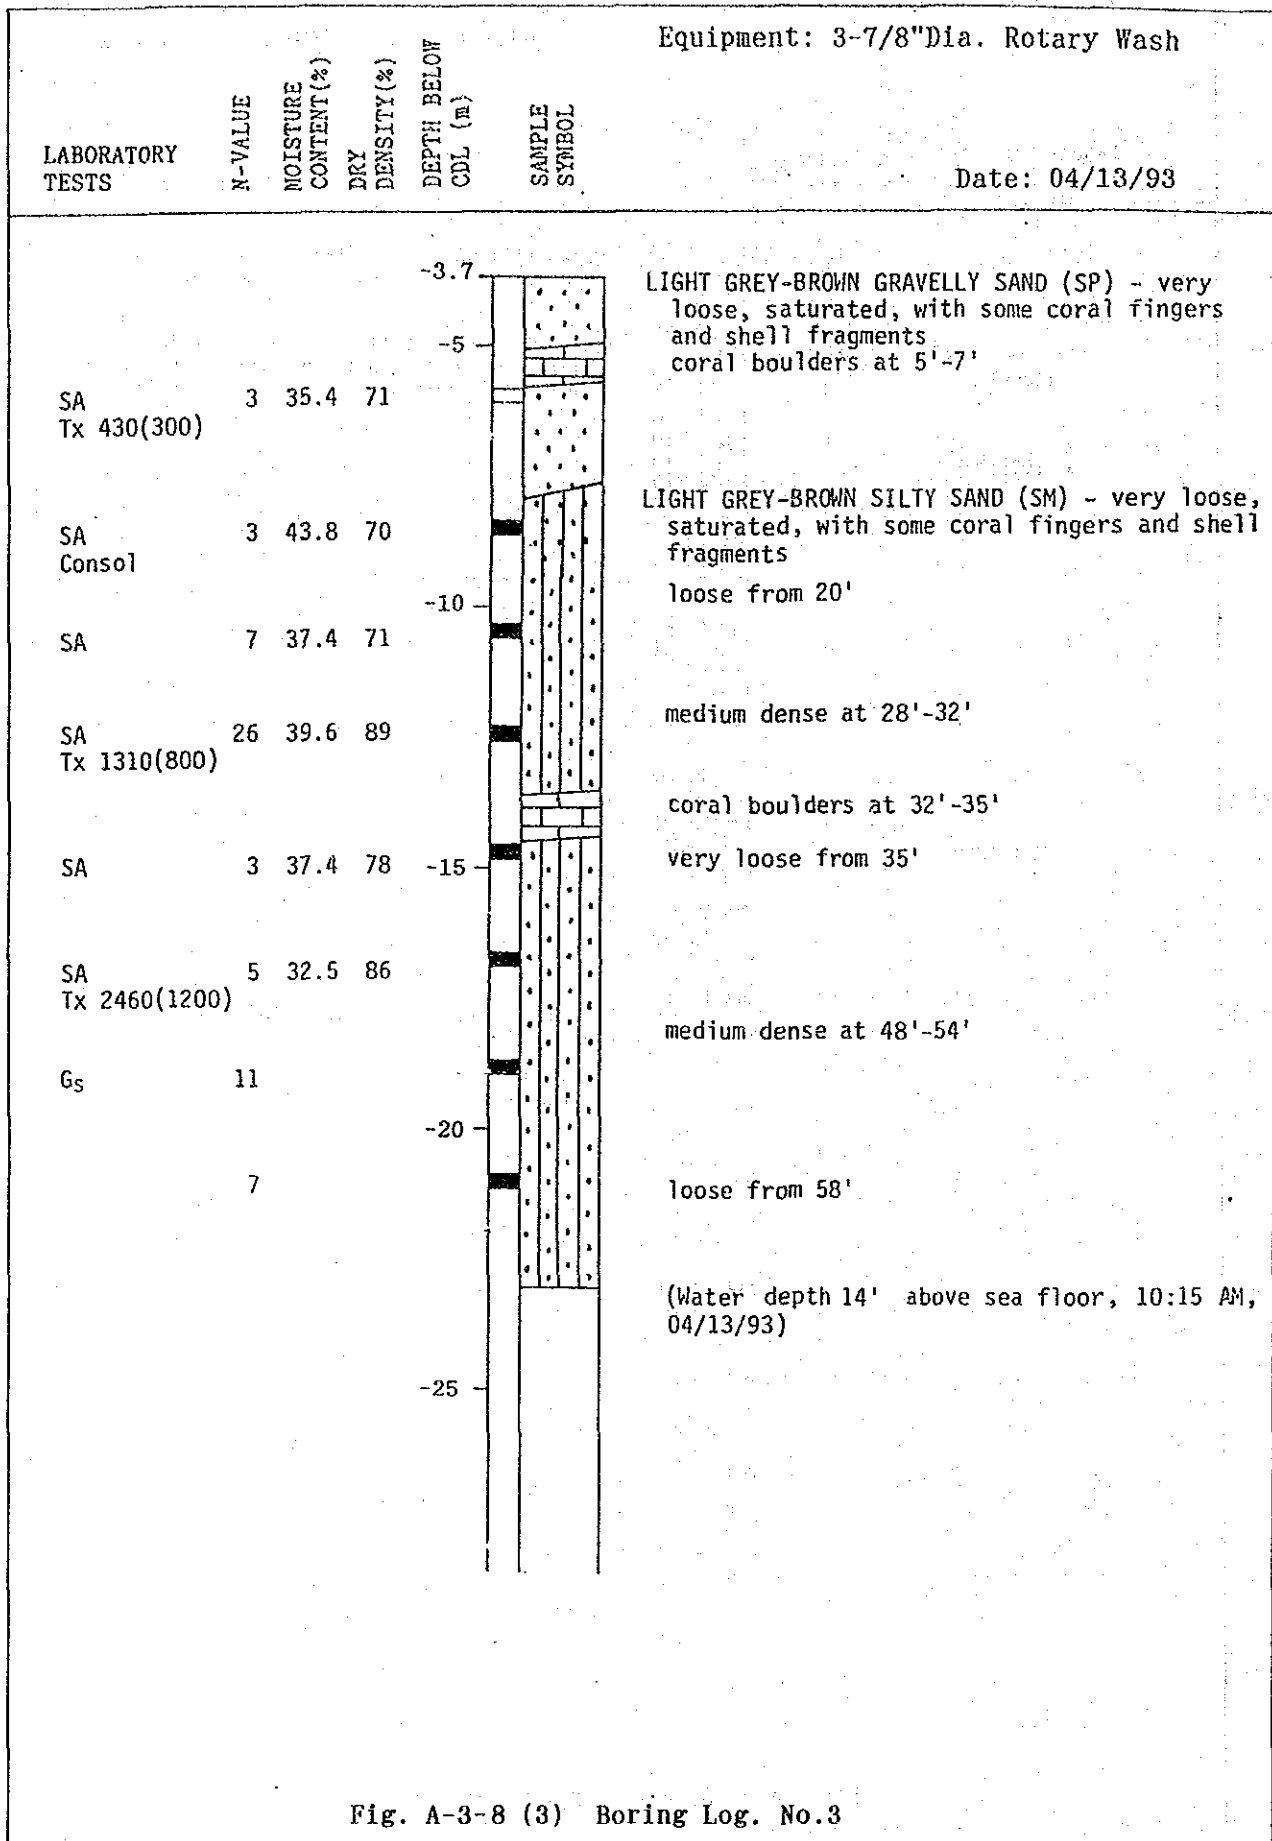 Equipment: 3-7/8"Dia. Rotary Wash
LABORATORY
TESTS
N-VALUE
MOISTURE
CONTENT(%)
DRY
DENSITY(%)
DEPTH BELOW
CDL (m)
SAMPLE
SYMBOL
Date: 04/13/93
-3.7
LIGHT GREY-BROWN GRAVELLY SAND (SP) - very
loose, saturated, with some coral fingers
and shell fragments
-5
coral boulders at 5'-7'
SA 3 35.4 71
Tx 430(300)
LIGHT GREY-BROWN SILTY SAND (SM) - very loose,
saturated, with some coral fingers and shell
fragments
SA 3 43.8 70
Consol
loose from 20'
-10
SA 7 37.4 71
medium dense at 28'-32'
SA 26 39.6 89
Tx 1310(800)
coral boulders at 32'-35'
very loose from 35'
SA 3 37.4 78 -15
SA 5 32.5 86
Tx 2460(1200)
medium dense at 48'-54'
Gs 11
-20
7
loose from 58'
(Water depth 14' above sea floor, 10:15 AM,
04/13/93)
-25
Fig. A-3-8 (3) Boring Log. No.3